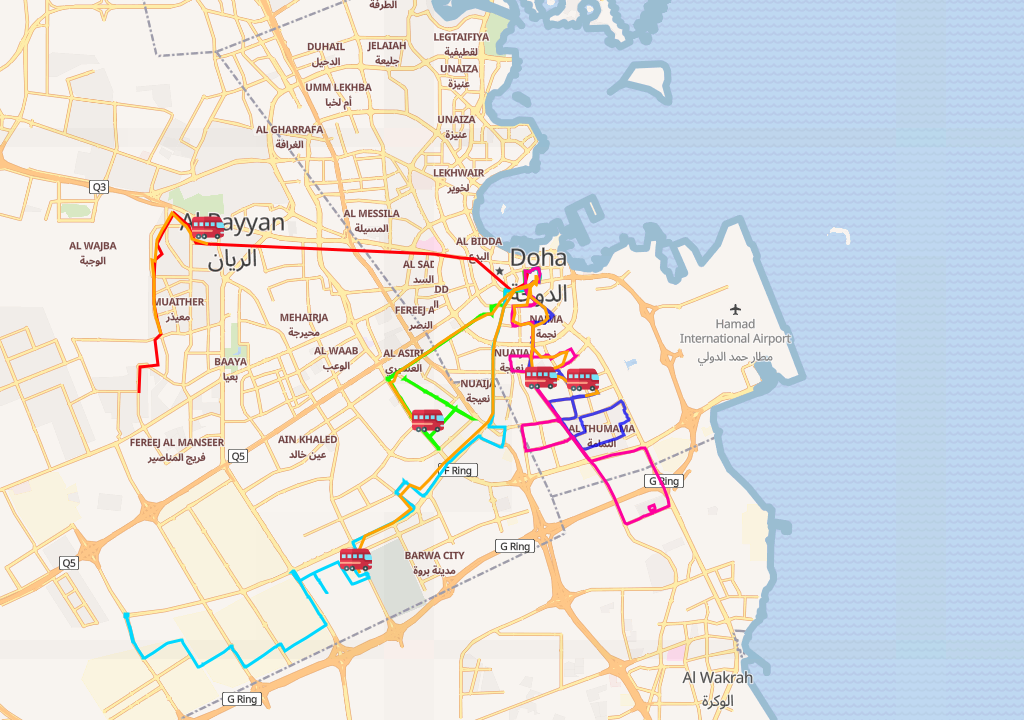 الطرفة
LEGTAIFIYA
لقطيفية
DUHAIL
الدحيل
JELAIAH
جليعة
UNAIZA
عنيزة
UMM LEKHBA
أم لخبا
UNAIZA
عنيزة
AL GHARRAFA
الغرافة
LEKHWAIR
لخوير
Q3
AL MESSILA
المسيلة
Al Rayyan
الريان
AL WAJBA
الوجبة
AL BIDDA
البدع
Doha
الدوحة
AL SAD
السد
DD
MUAITHER
معيذر
MEHAIRJA
محيرجة
FEREEJ A
النصر
NAJMA
نجمة
Hamad
International Airport
مطار حمد الدولي
BAAYA
بعيا
AL WAAB
الوعب
AL ASIRI
العسيري
NUAIJA
نعيجة
NUAIJA
نعيجة
AL THUMAMA
الثمامة
FEREEJ AL MANSEER
فريج المناصير
Q5
AIN KHALED
عين خالد
F Ring
G Ring
G Ring
BARWA CITY
مدينة بروة
Q5
G Ring
Al Wakrah
الوكرة